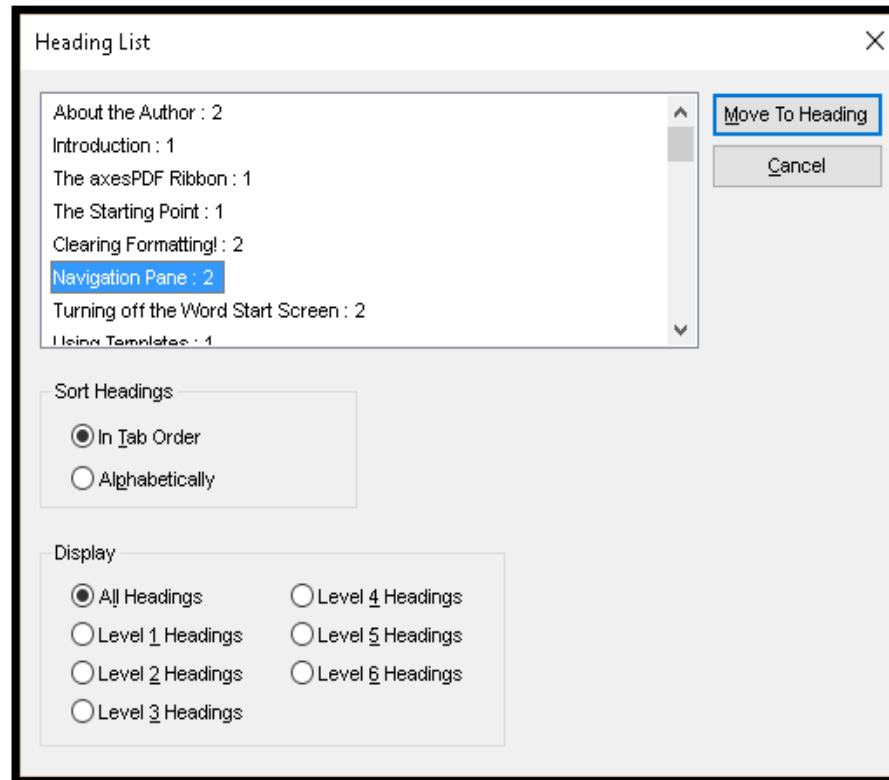 Heading List
About the Author : 2
Introduction : 1
The axesPDF Ribbon : 1
The Starting Point : 1
Clearing Formatting! : 2
Navigation Pane : 2
Turning off the Word Start Screen : 2
Using Templates : 1
Move To Heading
Cancel
Sort Headings
In Tab Order
Alphabetically
Display
All Headings
Level 4 Headings
Level 1 Headings
Level 5 Headings
Level 2 Headings
Level 6 Headings
Level 3 Headings